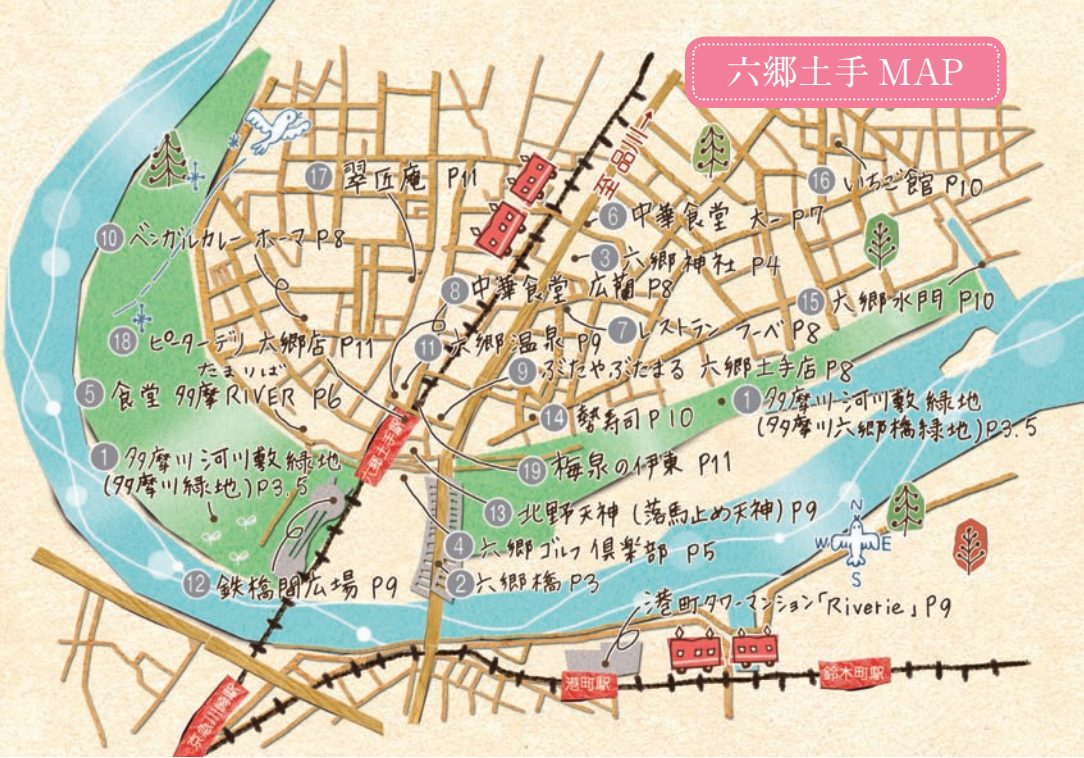 六郷土手 MAP
至 品川→
17 翠匠庵 P11
16 いちご館 P10
6 中華食堂 太一 P7
10 ベンガルカレー ホーマ P8
3 六郷神社 P4
8 中華食堂 広蘭 P8
15 六郷水門 P10
7 レストラン フーベ P8
18 ピーターデリ 六郷店 P11
11 六郷温泉 P9
9 ぶたやぶたまる 六郷土手店 P8
たまりば
5 食堂 多摩RIVER P6
1 多摩川河川敷緑地
(多摩川六郷橋緑地)P3.5
14 勢寿司 P10
六郷土手駅
1 多摩川河川敷緑地
(多摩川緑地)P3.5
19 梅泉の伊東 P11
13 北野天神(落馬止め天神)P9
4 六郷ゴルフ倶楽部 P5
12 鉄橋間広場 P9
2 六郷橋 P3
N
W E
S
港町タワーマンション「Riverie」P9
港町駅
鈴木町駅
京急川崎駅